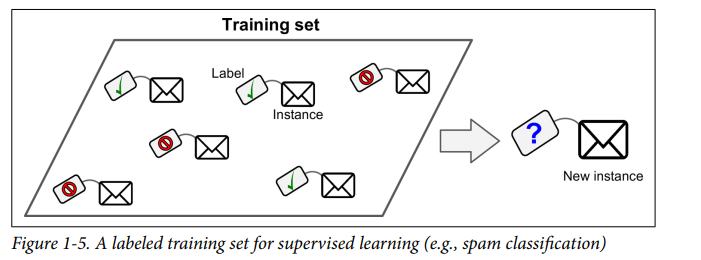 Training set
Label
Instance
?
New instance
Figure 1-5. A labeled training set for supervised learning (e.g., spam classification)